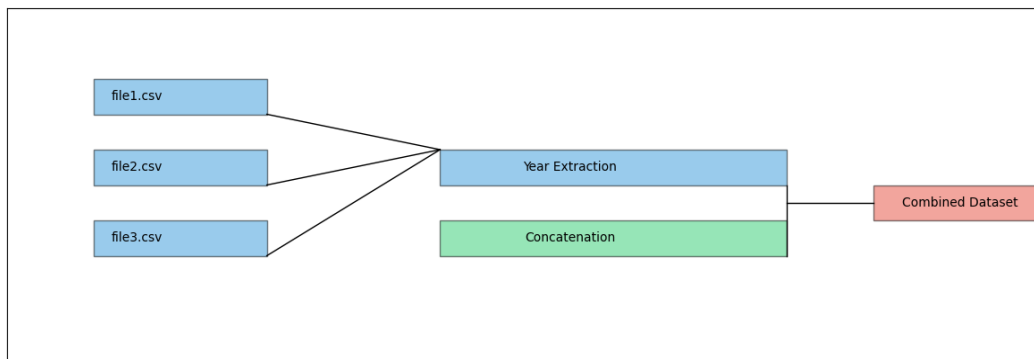 file1.csv
file2.csv
file3.csv
Year Extraction
Concatenation
Combined Dataset